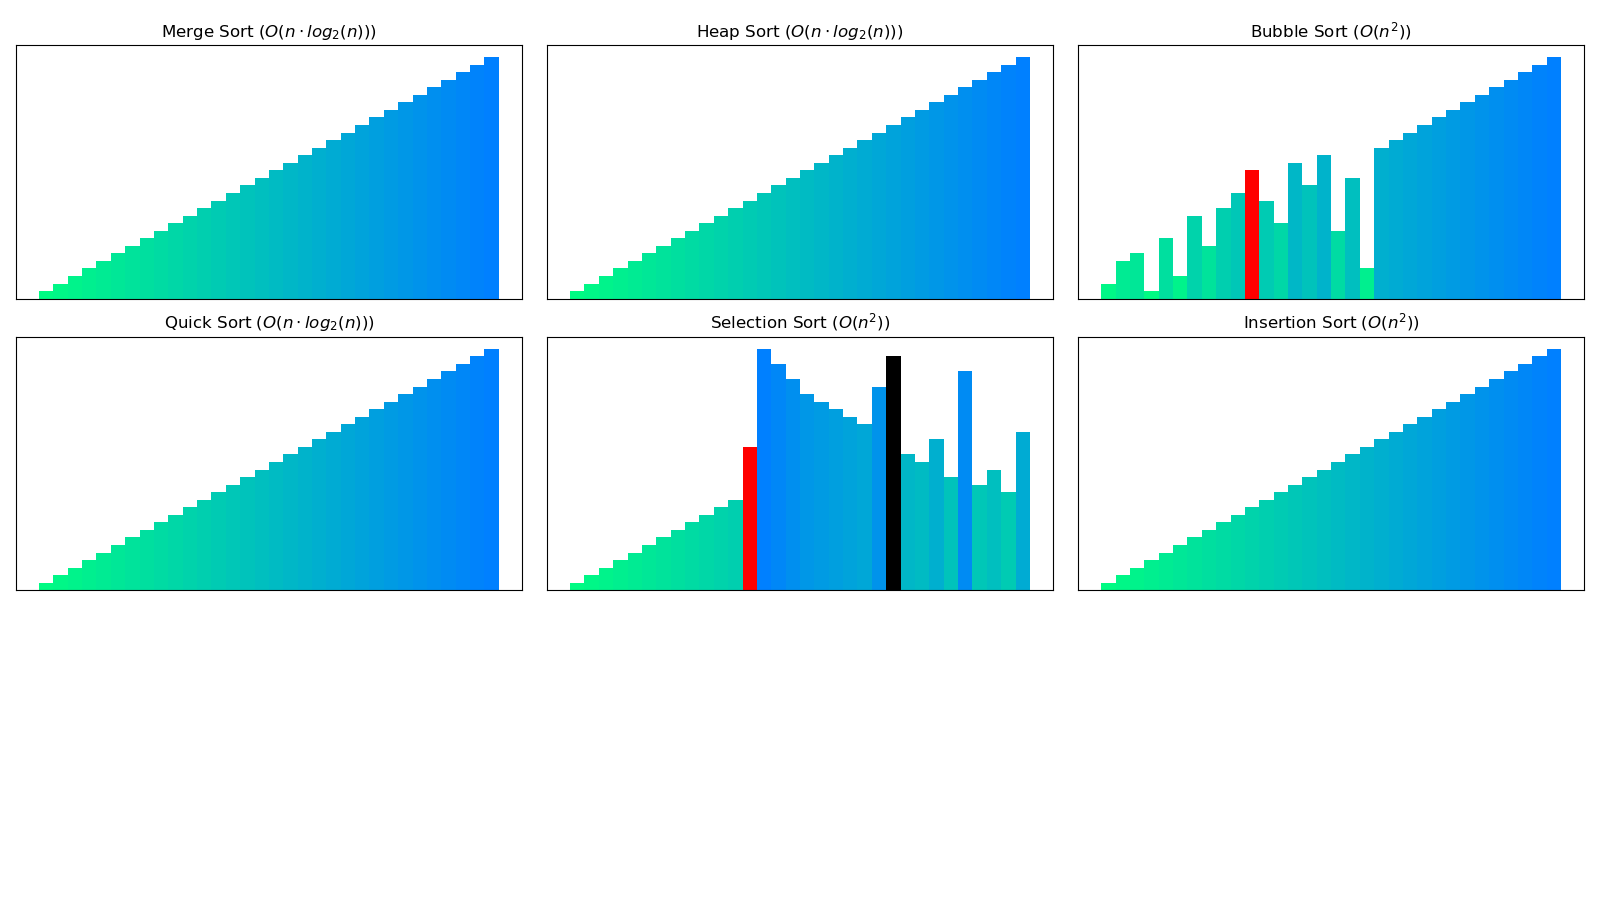 Merge Sort (O(n · log₂(n)))
Heap Sort (O(n · log₂(n)))
Bubble Sort (O(n²))
Quick Sort (O(n · log₂(n)))
Selection Sort (O(n²))
Insertion Sort (O(n²))